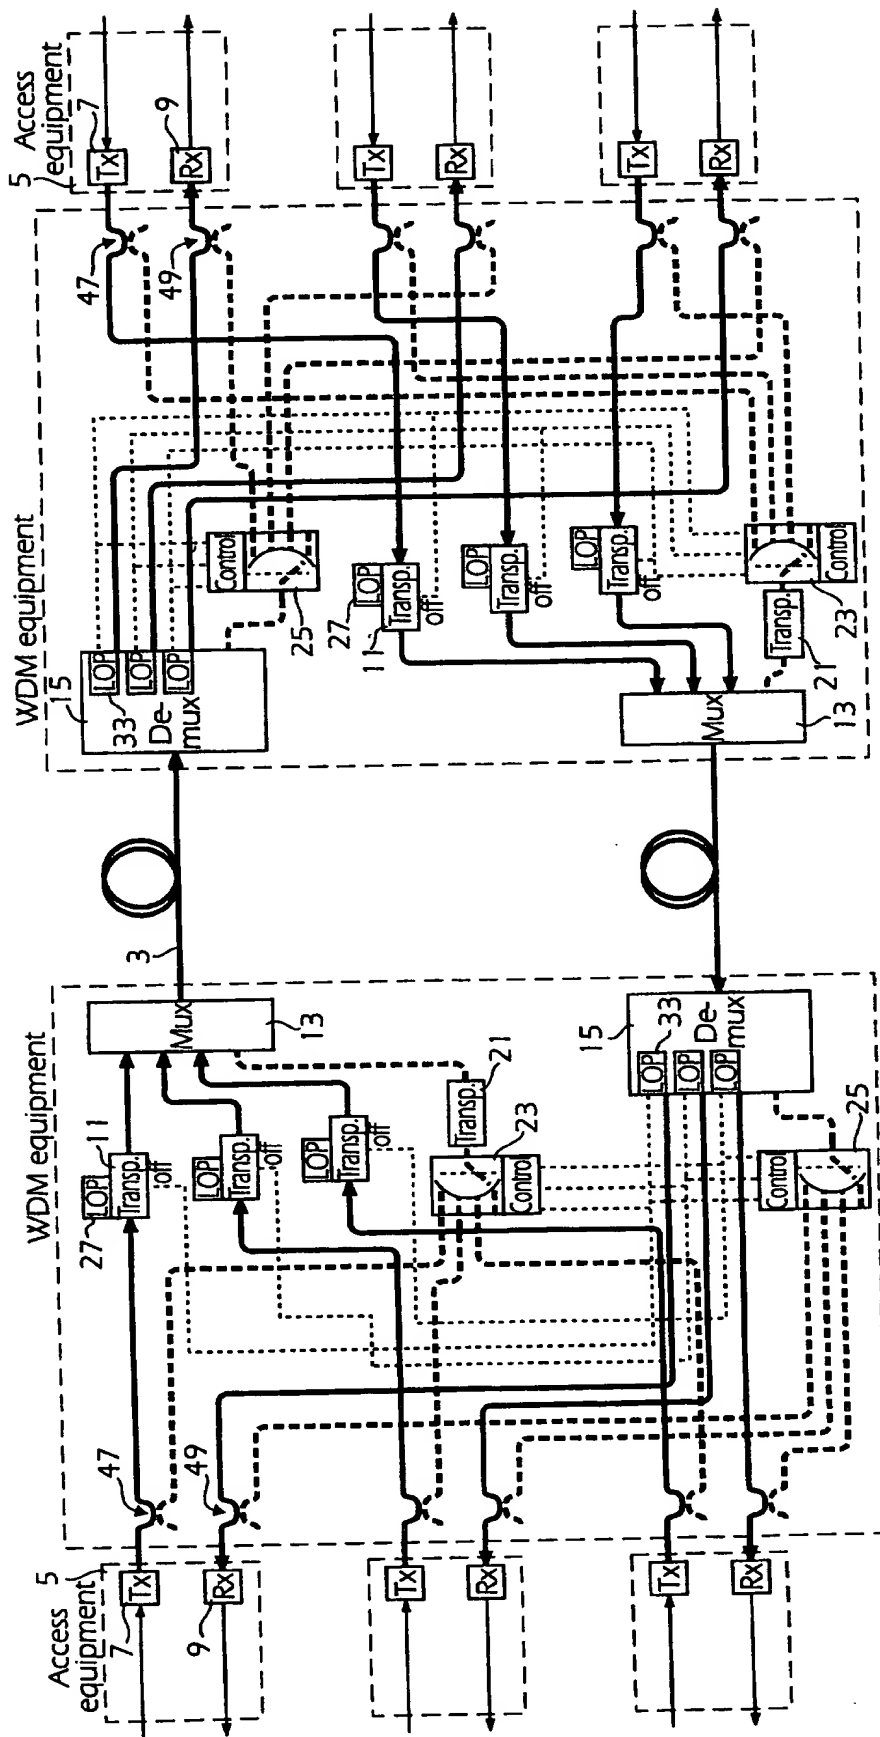 Access
equipment
5
7
Tx
9
Rx
Tx
Rx
Tx
Rx
WDM equipment
47
49
27
LOP
Transp.
11
off
LOP
Transp.
off
LOP
Transp.
off
Mux
13
Transp.
21
23
Control
15
LOP
33
LOP
De-
mux
LOP
Control
25
3
WDM equipment
15
LOP
33
LOP
De-
mux
LOP
Control
25
27
LOP
Transp.
11
off
LOP
Transp.
off
LOP
Transp.
off
Mux
13
Transp.
21
23
Control
47
49
Access
equipment
5
7
Tx
9
Rx
Tx
Rx
Tx
Rx